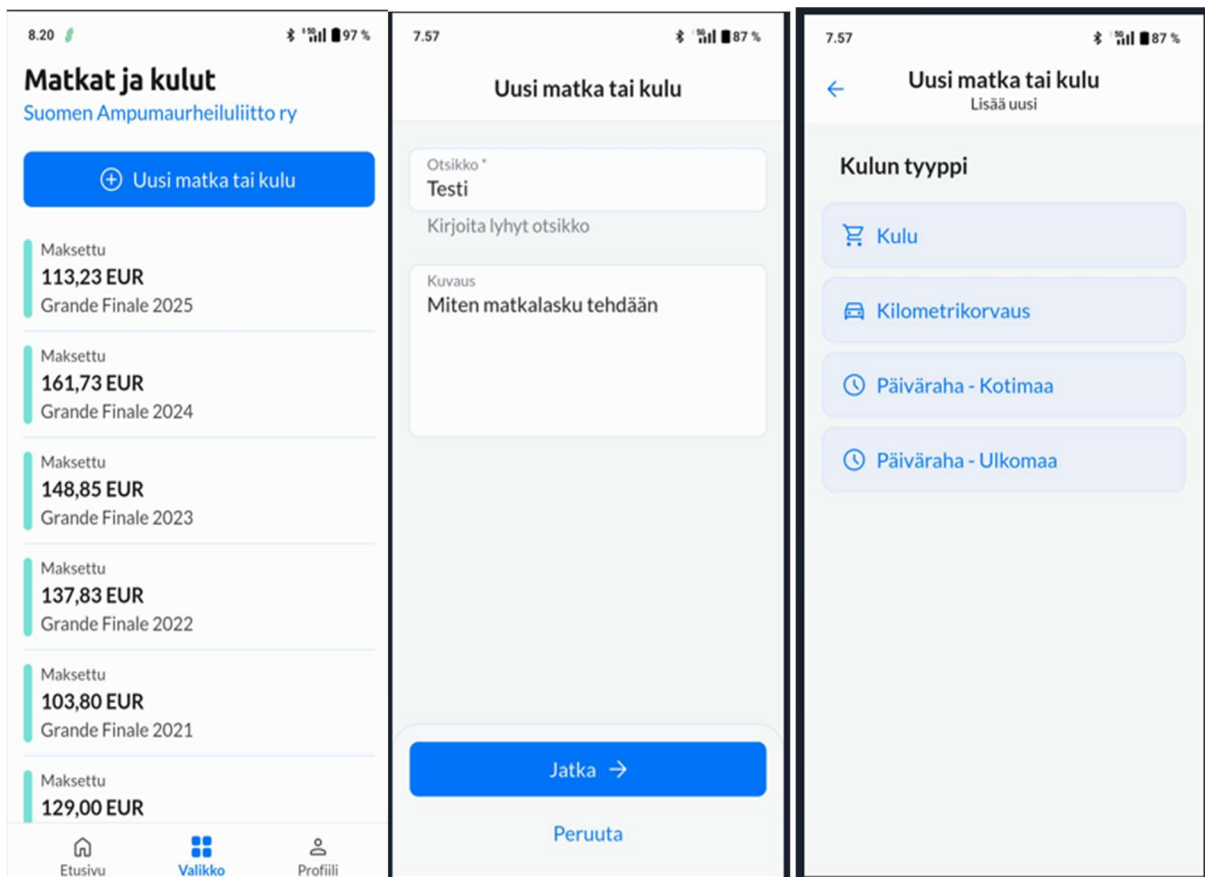 8.20
5G
97 %
Matkat ja kulut
Suomen Ampumaurheiluliitto ry
Uusi matka tai kulu
Maksettu
113,23 EUR
Grande Finale 2025
Maksettu
161,73 EUR
Grande Finale 2024
Maksettu
148,85 EUR
Grande Finale 2023
Maksettu
137,83 EUR
Grande Finale 2022
Maksettu
103,80 EUR
Grande Finale 2021
Maksettu
129,00 EUR
Etusivu
Valikko
Profiili
7.57
5G
87 %
Uusi matka tai kulu
Otsikko *
Testi
Kirjoita lyhyt otsikko
Kuvaus
Miten matkalasku tehdään
Jatka
Peruuta
7.57
5G
87 %
Uusi matka tai kulu
Lisää uusi
Kulun tyyppi
Kulu
Kilometrikorvaus
Päiväraha - Kotimaa
Päiväraha - Ulkomaa